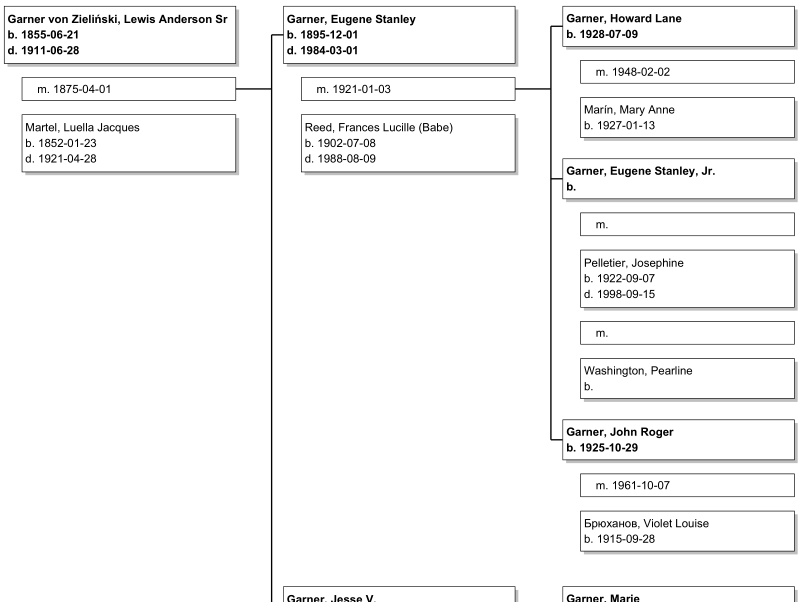 Garner von Zieliński, Lewis Anderson Sr
b. 1855-06-21
d. 1911-06-28
m. 1875-04-01
Martel, Luella Jacques
b. 1852-01-23
d. 1921-04-28
Garner, Eugene Stanley
b. 1895-12-01
d. 1984-03-01
m. 1921-01-03
Reed, Frances Lucille (Babe)
b. 1902-07-08
d. 1988-08-09
Garner, Howard Lane
b. 1928-07-09
m. 1948-02-02
Marín, Mary Anne
b. 1927-01-13
Garner, Eugene Stanley, Jr.
b.
m.
Pelletier, Josephine
b. 1922-09-07
d. 1998-09-15
m.
Washington, Pearline
b.
Garner, John Roger
b. 1925-10-29
m. 1961-10-07
Брюханов, Violet Louise
b. 1915-09-28
Garner, Jesse V.
Garner, Marie